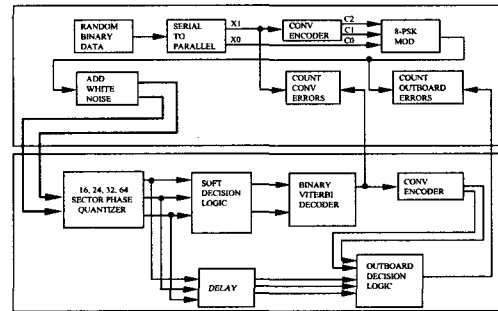 RANDOM
BINARY
DATA
SERIAL
TO
PARALLEL
X1
X0
CONV
ENCODER
C2
C1
C0
8-PSK
MOD
ADD
WHITE
NOISE
COUNT
CONV
ERRORS
COUNT
OUTBOARD
ERRORS
16, 24, 32, 64
SECTOR PHASE
QUANTIZER
SOFT
DECISION
LOGIC
BINARY
VITERBI
DECODER
CONV
ENCODER
DELAY
OUTBOARD
DECISION
LOGIC